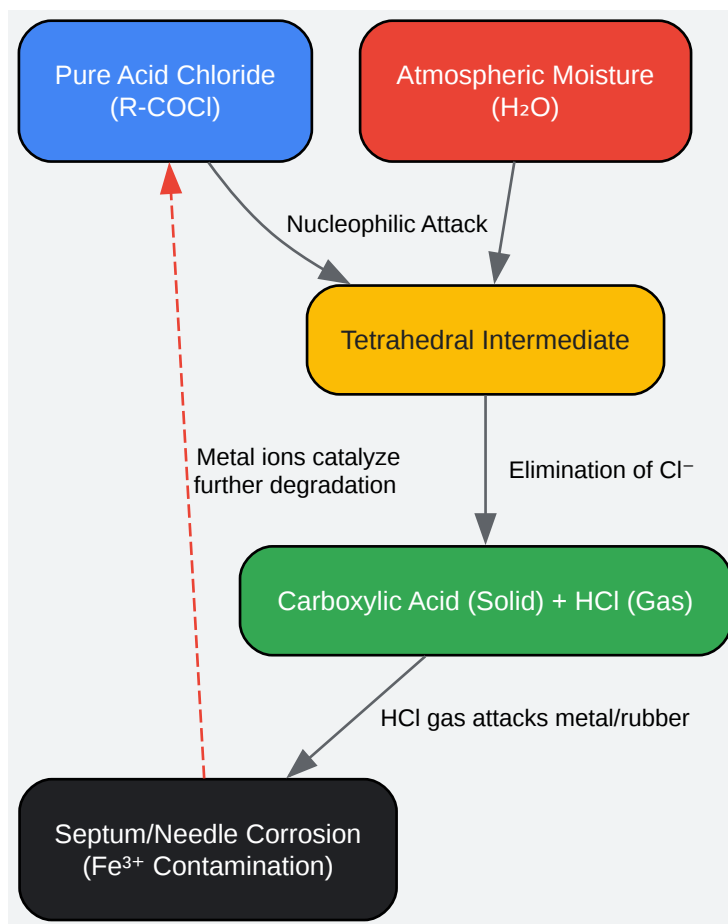 Pure Acid Chloride
(R-COCl)
Atmospheric Moisture
(H₂O)
Nucleophilic Attack
Tetrahedral Intermediate
Metal ions catalyze
further degradation
Elimination of Cl⁻
Carboxylic Acid (Solid) + HCl (Gas)
HCl gas attacks metal/rubber
Septum/Needle Corrosion
(Fe³⁺ Contamination)